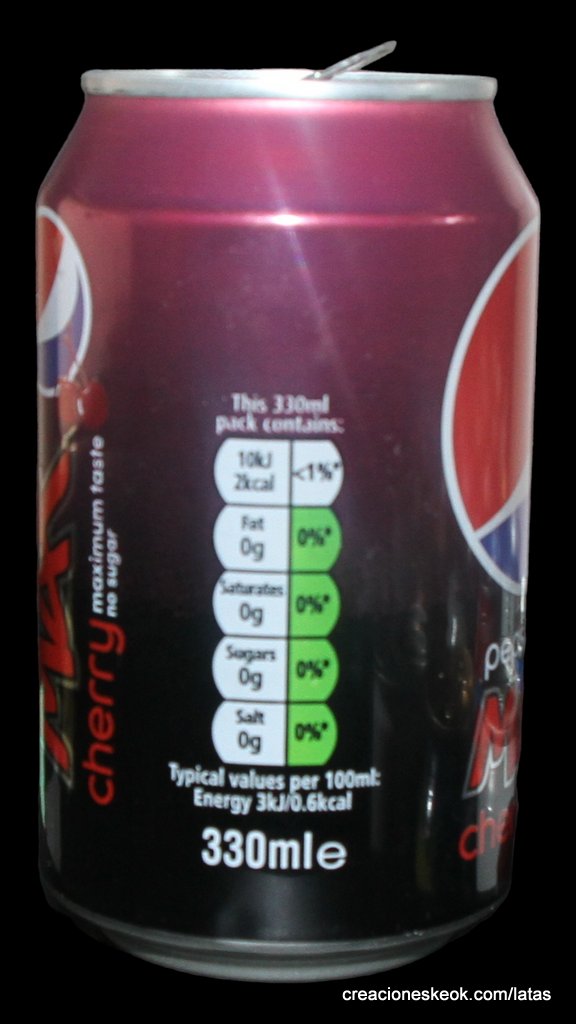 This 330ml
pack contains:
10kJ
2kcal
<1%*
Fat
0g
0%*
Saturates
0g
0%*
Sugars
0g
0%*
Salt
0g
0%*
Typical values per 100ml:
Energy 3kJ/0.6kcal
330ml e
maximum taste
no sugar
cherry
creacioneskeok.com/latas